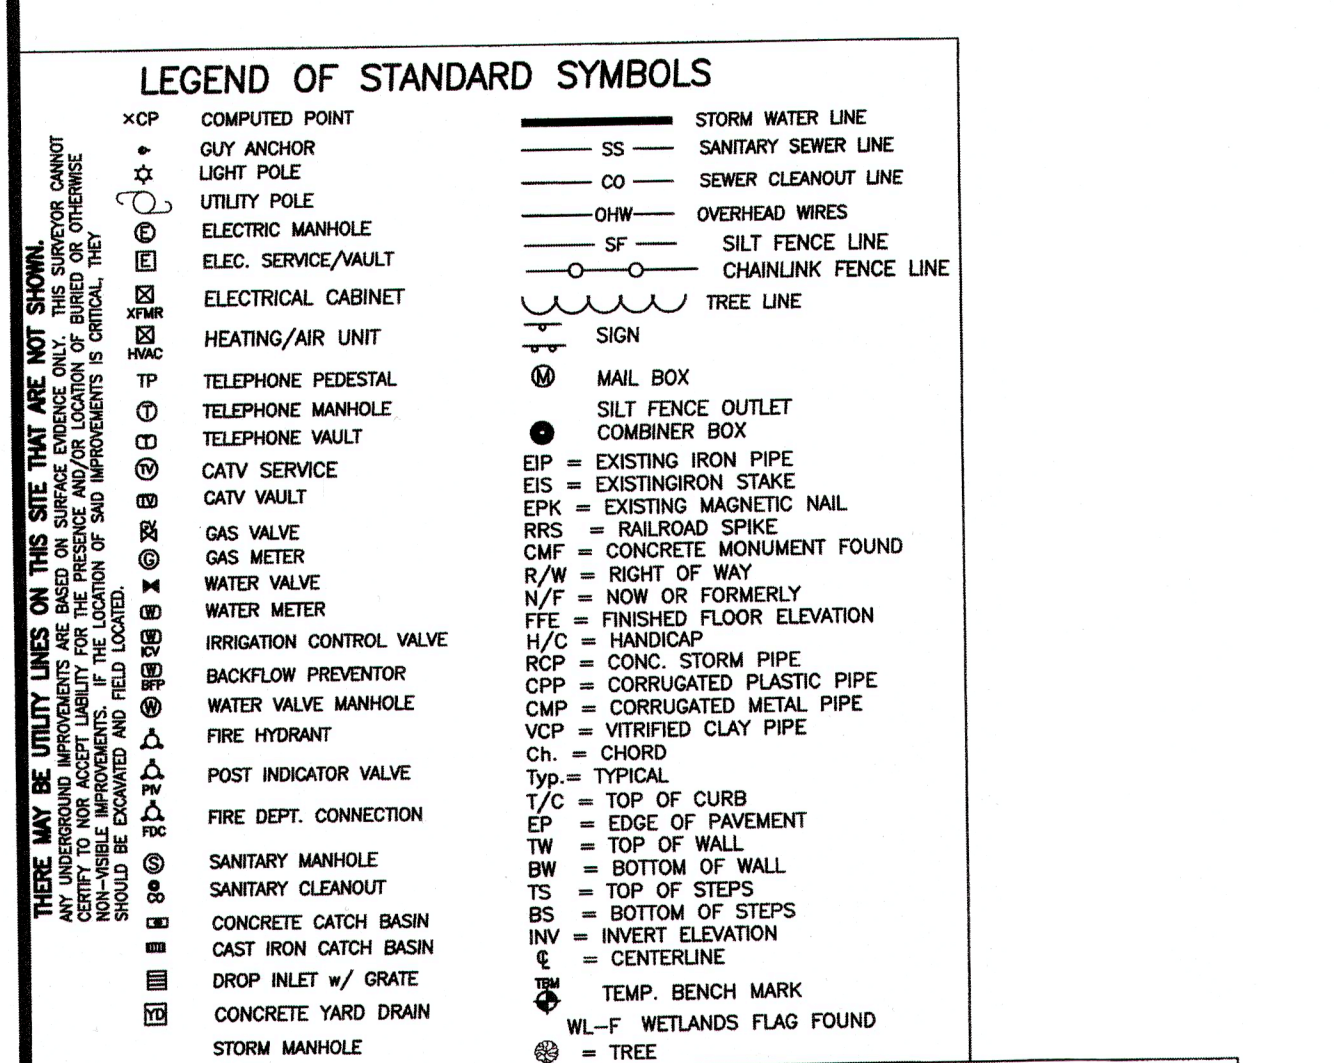 THERE MAY BE UTILITY LINES ON THIS SITE THAT ARE NOT SHOWN.
ANY UNDERGROUND IMPROVEMENTS ARE BASED ON SURFACE EVIDENCE ONLY. THIS SURVEYOR CANNOT
CERTIFY TO NOR ACCEPT LIABILITY FOR THE PRESENCE AND/OR LOCATION OF BURIED OR OTHERWISE
NON-VISIBLE IMPROVEMENTS. IF THE LOCATION OF SAID IMPROVEMENTS IS CRITICAL, THEY
SHOULD BE EXCAVATED AND FIELD LOCATED.
LEGEND OF STANDARD SYMBOLS
×CP COMPUTED POINT
GUY ANCHOR
LIGHT POLE
UTILITY POLE
E ELECTRIC MANHOLE
E ELEC. SERVICE/VAULT
XFMR ELECTRICAL CABINET
HVAC HEATING/AIR UNIT
TP TELEPHONE PEDESTAL
T TELEPHONE MANHOLE
T TELEPHONE VAULT
TV CATV SERVICE
TV CATV VAULT
GAS VALVE
G GAS METER
WATER VALVE
W WATER METER
W ICV IRRIGATION CONTROL VALVE
W BFP BACKFLOW PREVENTOR
W WATER VALVE MANHOLE
FIRE HYDRANT
PIV POST INDICATOR VALVE
FDC FIRE DEPT. CONNECTION
S SANITARY MANHOLE
SANITARY CLEANOUT
CONCRETE CATCH BASIN
CAST IRON CATCH BASIN
DROP INLET w/ GRATE
YD CONCRETE YARD DRAIN
STORM MANHOLE
STORM WATER LINE
SS SANITARY SEWER LINE
CO SEWER CLEANOUT LINE
OHW OVERHEAD WIRES
SF SILT FENCE LINE
CHAINLINK FENCE LINE
TREE LINE
SIGN
M MAIL BOX
SILT FENCE OUTLET
COMBINER BOX
EIP = EXISTING IRON PIPE
EIS = EXISTINGIRON STAKE
EPK = EXISTING MAGNETIC NAIL
RRS = RAILROAD SPIKE
CMF = CONCRETE MONUMENT FOUND
R/W = RIGHT OF WAY
N/F = NOW OR FORMERLY
FFE = FINISHED FLOOR ELEVATION
H/C = HANDICAP
RCP = CONC. STORM PIPE
CPP = CORRUGATED PLASTIC PIPE
CMP = CORRUGATED METAL PIPE
VCP = VITRIFIED CLAY PIPE
Ch. = CHORD
Typ.= TYPICAL
T/C = TOP OF CURB
EP = EDGE OF PAVEMENT
TW = TOP OF WALL
BW = BOTTOM OF WALL
TS = TOP OF STEPS
BS = BOTTOM OF STEPS
INV = INVERT ELEVATION
℄ = CENTERLINE
TBM TEMP. BENCH MARK
WL-F WETLANDS FLAG FOUND
= TREE